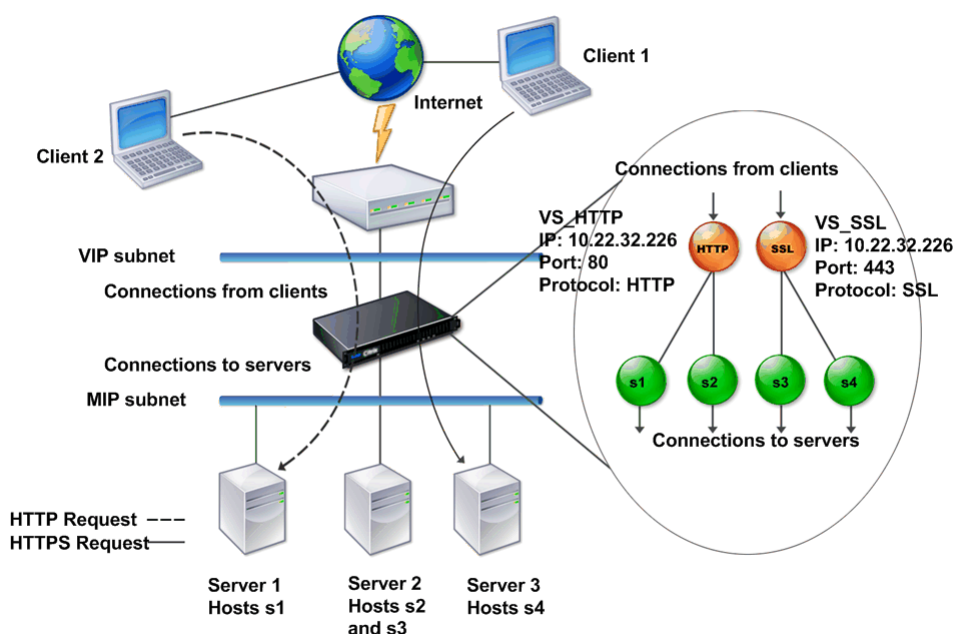 Client 1
Internet
Client 2
Connections from clients
VS_HTTP
IP: 10.22.32.226
Port: 80
Protocol: HTTP
HTTP
SSL
VS_SSL
IP: 10.22.32.226
Port: 443
Protocol: SSL
VIP subnet
Connections from clients
Connections to servers
MIP subnet
s1
s2
s3
s4
Connections to servers
HTTP Request
HTTPS Request
Server 1
Hosts s1
Server 2
Hosts s2
and s3
Server 3
Hosts s4